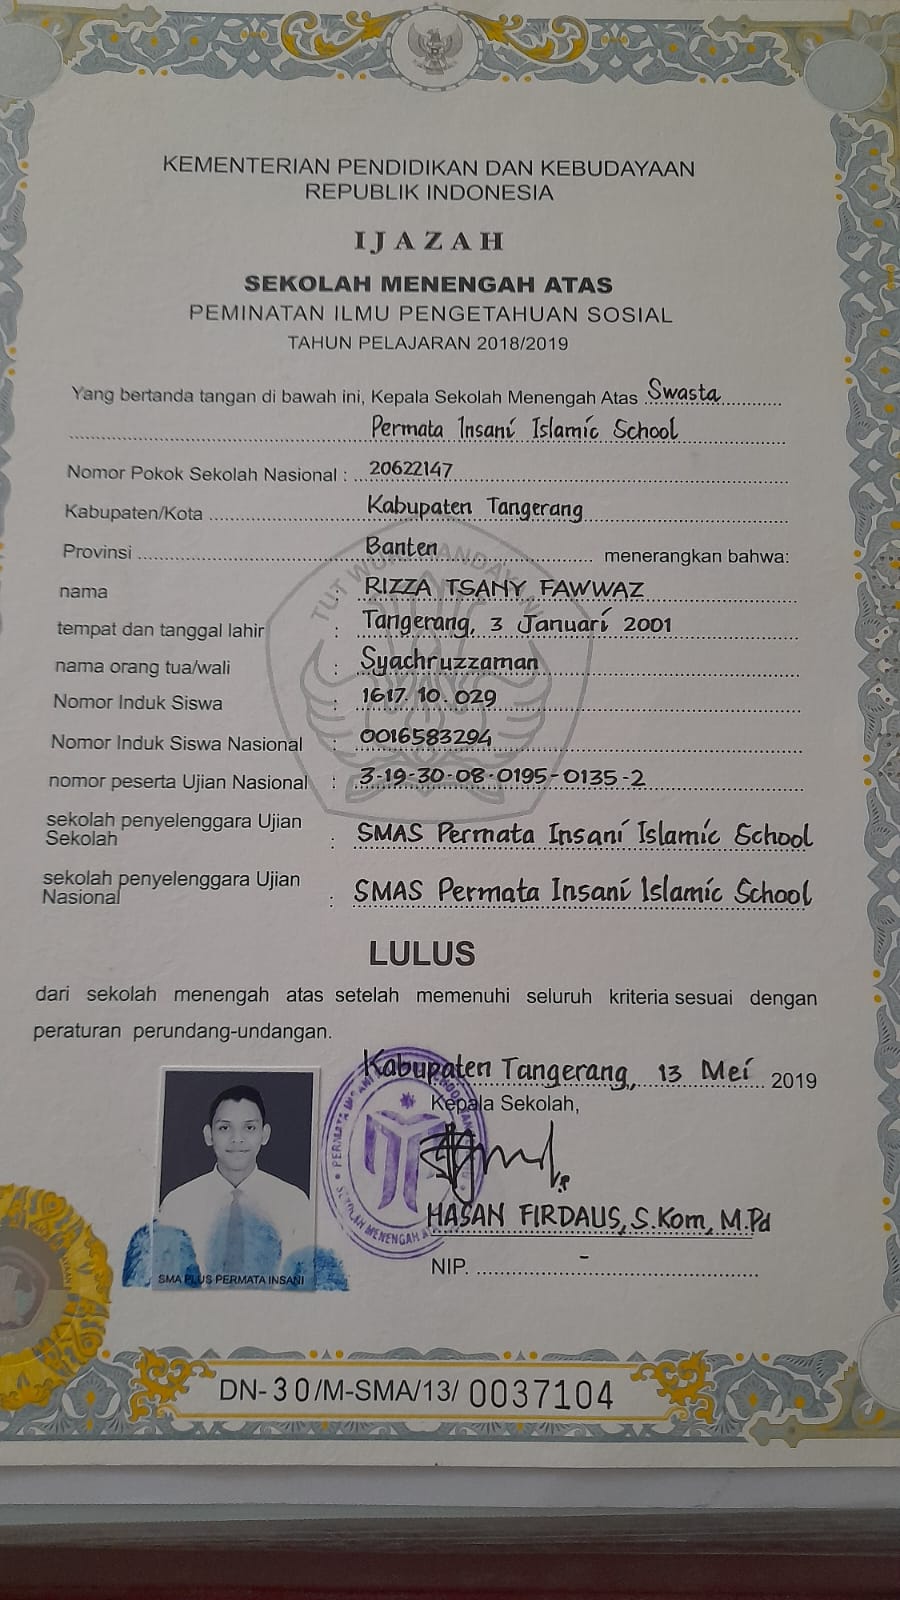 KEMENTERIAN PENDIDIKAN DAN KEBUDAYAAN
REPUBLIK INDONESIA
IJAZAH
SEKOLAH MENENGAH ATAS
PEMINATAN ILMU PENGETAHUAN SOSIAL
TAHUN PELAJARAN 2018/2019
Yang bertanda tangan di bawah ini, Kepala Sekolah Menengah Atas Swasta
Permata Insani Islamic School
Nomor Pokok Sekolah Nasional : 20622147
Kabupaten/Kota Kabupaten Tangerang
Provinsi Banten menerangkan bahwa:
nama : RIZZA TSANY FAWWAZ
tempat dan tanggal lahir : Tangerang, 3 Januari 2001
nama orang tua/wali : Syachruzzaman
Nomor Induk Siswa : 1617.10.029
Nomor Induk Siswa Nasional : 0016583294
nomor peserta Ujian Nasional : 3-19-30-08-0195-0135-2
sekolah penyelenggara Ujian
Sekolah : SMAS Permata Insani Islamic School
sekolah penyelenggara Ujian
Nasional : SMAS Permata Insani Islamic School
LULUS
dari sekolah menengah atas setelah memenuhi seluruh kriteria sesuai dengan
peraturan perundang-undangan.
Kabupaten Tangerang, 13 Mei 2019
Kepala Sekolah,
HASAN FIRDAUS, S.Kom, M.Pd
NIP. -
SMA PLUS PERMATA INSANI
DN-30/M-SMA/13/ 0037104